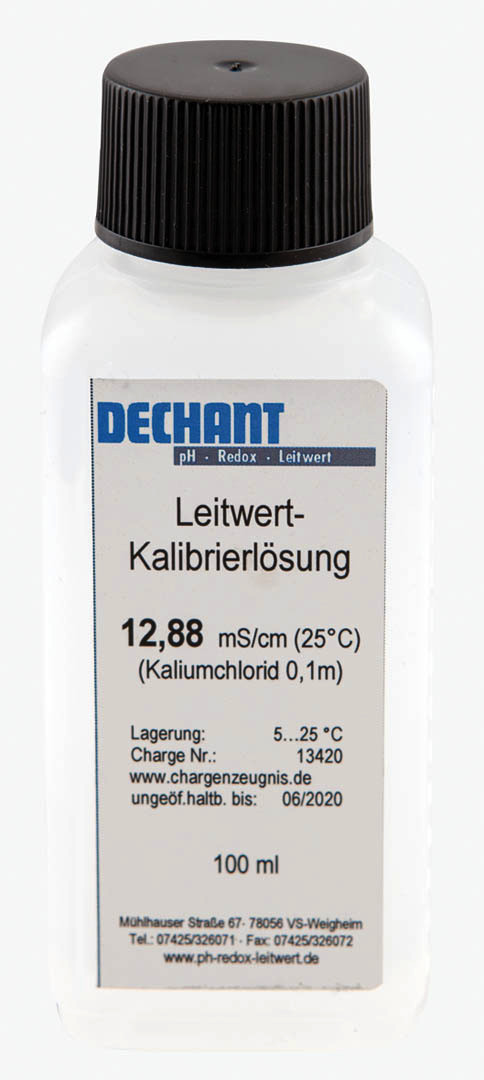 DECHANT
pH · Redox · Leitwert
Leitwert-
Kalibrierlösung
12,88 mS/cm (25°C)
(Kaliumchlorid 0,1m)
Lagerung: 5...25 °C
Charge Nr.: 13420
www.chargenzeugnis.de
ungeöf.haltb. bis: 06/2020
100 ml
Mühlhauser Straße 67· 78056 VS-Weigheim
Tel.: 07425/326071 · Fax: 07425/326072
www.ph-redox-leitwert.de